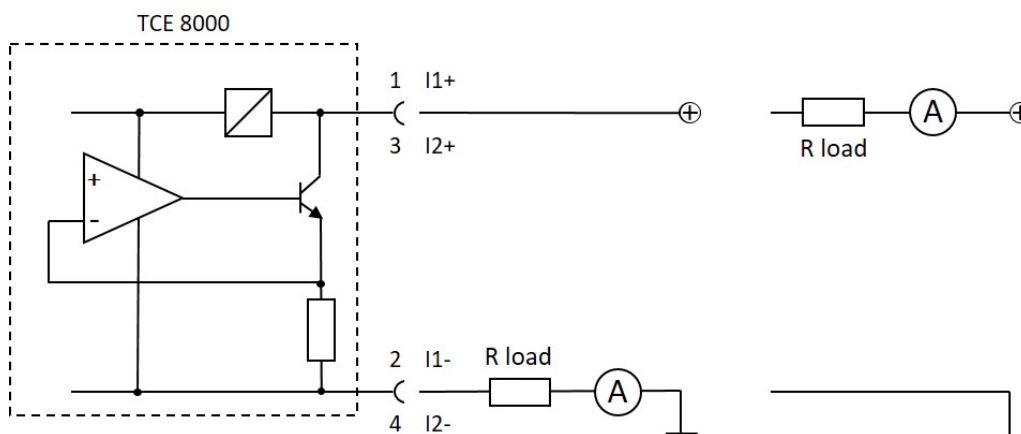 TCE 8000
1 I1+
3 I2+
R load
A
+
-
2 I1-
R load
A
4 I2-